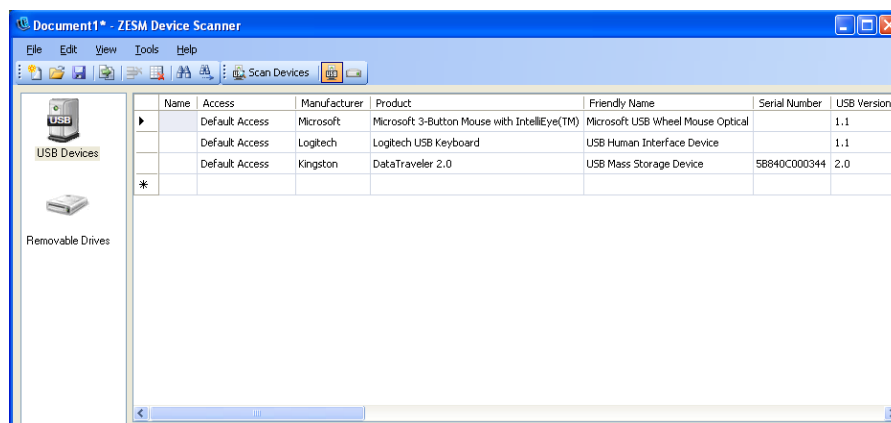 Document1* - ZESM Device Scanner
File Edit View Tools Help
Scan Devices
Name Access Manufacturer Product Friendly Name Serial Number USB Version
Default Access Microsoft Microsoft 3-Button Mouse with IntelliEye(TM) Microsoft USB Wheel Mouse Optical 1.1
Default Access Logitech Logitech USB Keyboard USB Human Interface Device 1.1
Default Access Kingston DataTraveler 2.0 USB Mass Storage Device 5B840C000344 2.0
USB
USB Devices
Removable Drives